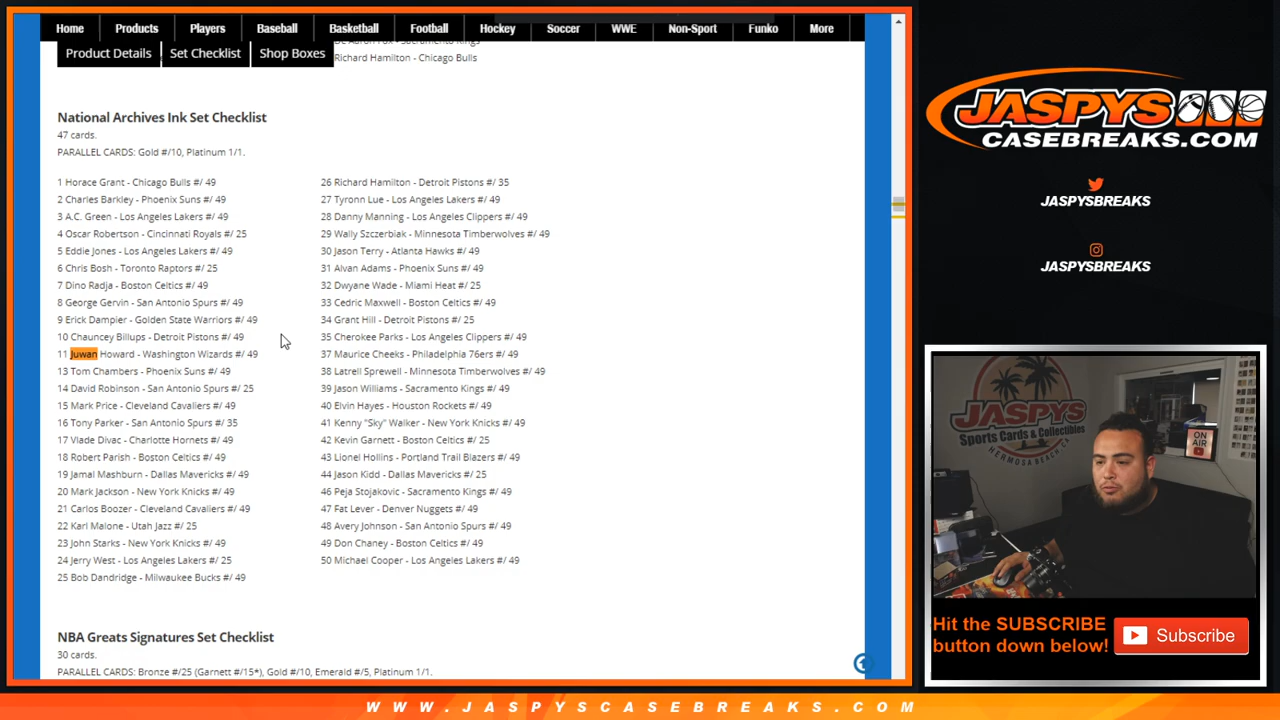 Home Products Players Baseball Basketball Football Hockey Soccer WWE Non-Sport Funko More
Product Details Set Checklist Shop Boxes
De'Aaron Fox - Sacramento Kings
Richard Hamilton - Chicago Bulls
National Archives Ink Set Checklist
47 cards.
PARALLEL CARDS: Gold #/10, Platinum 1/1.
1 Horace Grant - Chicago Bulls #/ 49
2 Charles Barkley - Phoenix Suns #/ 49
3 A.C. Green - Los Angeles Lakers #/ 49
4 Oscar Robertson - Cincinnati Royals #/ 25
5 Eddie Jones - Los Angeles Lakers #/ 49
6 Chris Bosh - Toronto Raptors #/ 25
7 Dino Radja - Boston Celtics #/ 49
8 George Gervin - San Antonio Spurs #/ 49
9 Erick Dampier - Golden State Warriors #/ 49
10 Chauncey Billups - Detroit Pistons #/ 49
11 Juwan Howard - Washington Wizards #/ 49
13 Tom Chambers - Phoenix Suns #/ 49
14 David Robinson - San Antonio Spurs #/ 25
15 Mark Price - Cleveland Cavaliers #/ 49
16 Tony Parker - San Antonio Spurs #/ 35
17 Vlade Divac - Charlotte Hornets #/ 49
18 Robert Parish - Boston Celtics #/ 49
19 Jamal Mashburn - Dallas Mavericks #/ 49
20 Mark Jackson - New York Knicks #/ 49
21 Carlos Boozer - Cleveland Cavaliers #/ 49
22 Karl Malone - Utah Jazz #/ 25
23 John Starks - New York Knicks #/ 49
24 Jerry West - Los Angeles Lakers #/ 25
25 Bob Dandridge - Milwaukee Bucks #/ 49
26 Richard Hamilton - Detroit Pistons #/ 35
27 Tyronn Lue - Los Angeles Lakers #/ 49
28 Danny Manning - Los Angeles Clippers #/ 49
29 Wally Szczerbiak - Minnesota Timberwolves #/ 49
30 Jason Terry - Atlanta Hawks #/ 49
31 Alvan Adams - Phoenix Suns #/ 49
32 Dwyane Wade - Miami Heat #/ 25
33 Cedric Maxwell - Boston Celtics #/ 49
34 Grant Hill - Detroit Pistons #/ 25
35 Cherokee Parks - Los Angeles Clippers #/ 49
37 Maurice Cheeks - Philadelphia 76ers #/ 49
38 Latrell Sprewell - Minnesota Timberwolves #/ 49
39 Jason Williams - Sacramento Kings #/ 49
40 Elvin Hayes - Houston Rockets #/ 49
41 Kenny "Sky" Walker - New York Knicks #/ 49
42 Kevin Garnett - Boston Celtics #/ 25
43 Lionel Hollins - Portland Trail Blazers #/ 49
44 Jason Kidd - Dallas Mavericks #/ 25
46 Peja Stojakovic - Sacramento Kings #/ 49
47 Fat Lever - Denver Nuggets #/ 49
48 Avery Johnson - San Antonio Spurs #/ 49
49 Don Chaney - Boston Celtics #/ 49
50 Michael Cooper - Los Angeles Lakers #/ 49
NBA Greats Signatures Set Checklist
30 cards.
PARALLEL CARDS: Bronze #/25 (Garnett #/15*), Gold #/10, Emerald #/5, Platinum 1/1.
JASPYS
CASEBREAKS.COM
JASPYSBREAKS
JASPYSBREAKS
JASPYS
Sports Cards & Collectibles
HERMOSA BEACH, CA
ON AIR
Hit the SUBSCRIBE
button down below!
Subscribe
WWW.JASPYSCASEBREAKS.COM